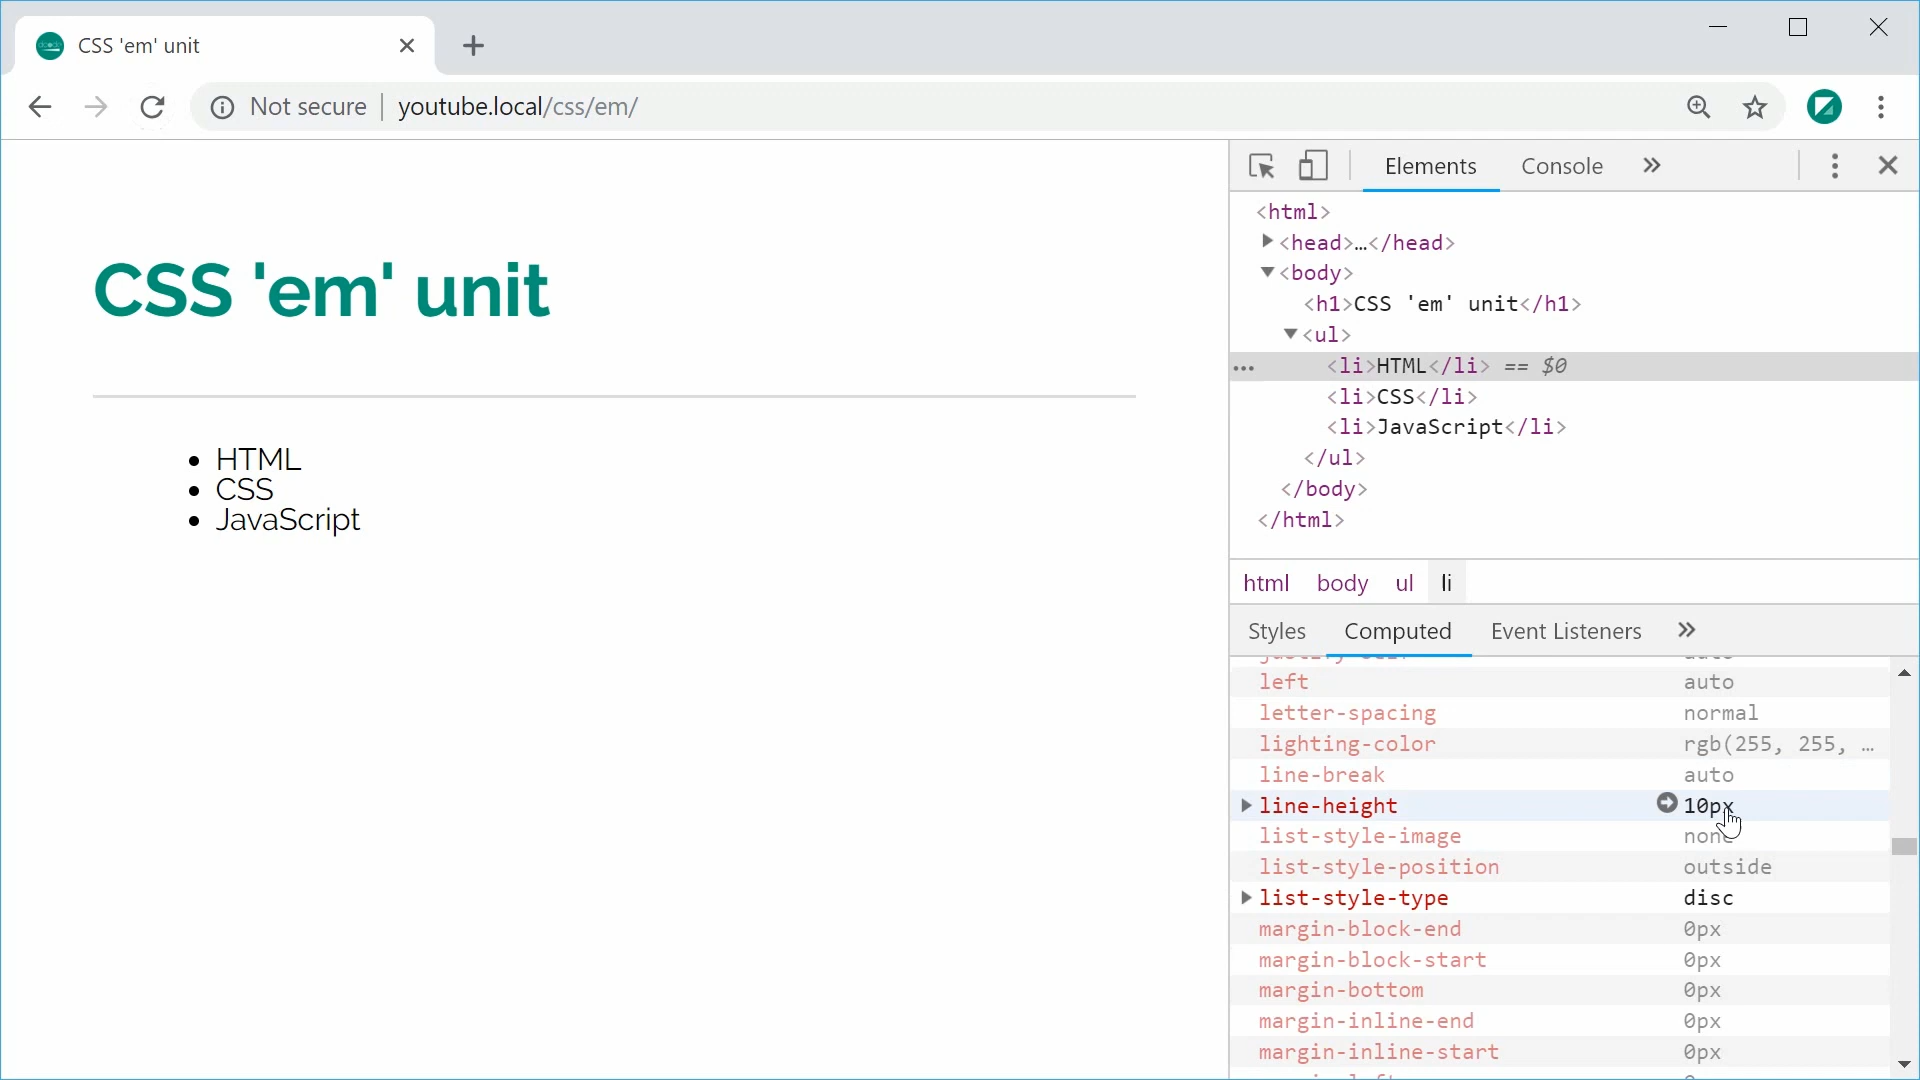 CSS 'em' unit
Not secure
youtube.local/css/em/
CSS 'em' unit
HTML
CSS
JavaScript
Elements
Console
<html>
<head>…</head>
<body>
<h1>CSS 'em' unit</h1>
<ul>
<li>HTML</li> == $0
<li>CSS</li>
<li>JavaScript</li>
</ul>
</body>
</html>
html body ul li
Styles Computed Event Listeners
left auto
letter-spacing normal
lighting-color rgb(255, 255, …
line-break auto
line-height 10px
list-style-image none
list-style-position outside
list-style-type disc
margin-block-end 0px
margin-block-start 0px
margin-bottom 0px
margin-inline-end 0px
margin-inline-start 0px